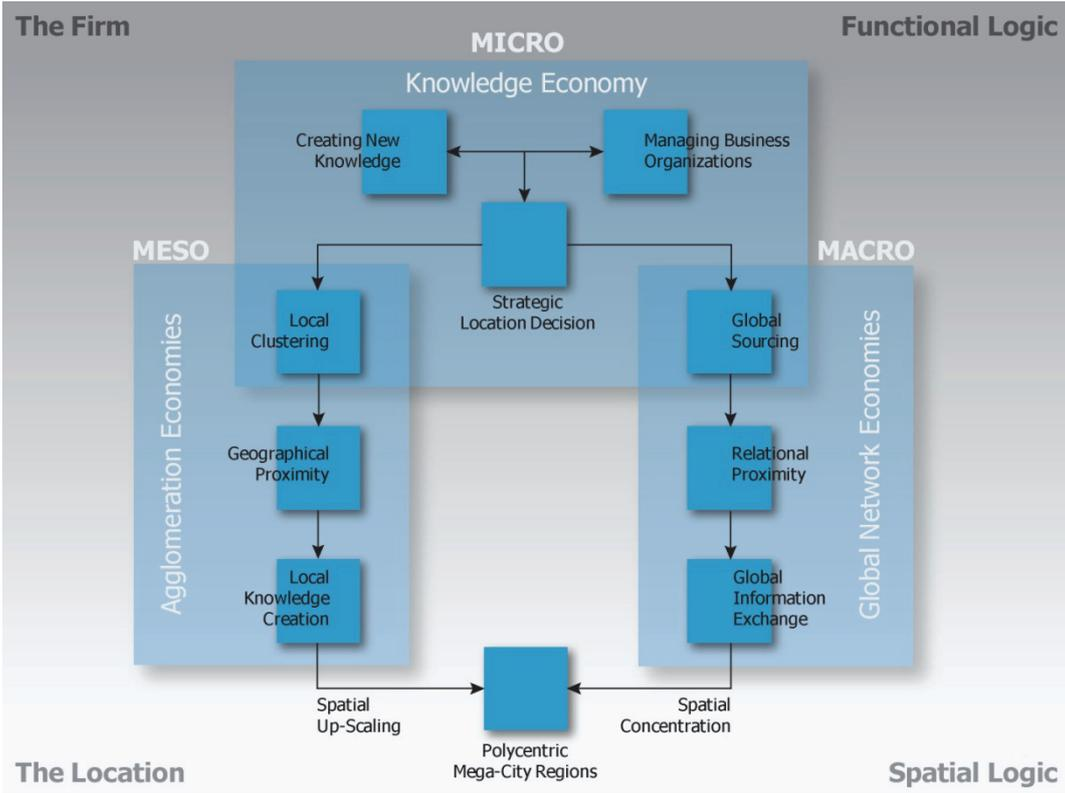 The Firm
Functional Logic
MICRO
Knowledge Economy
Creating New
Knowledge
Managing Business
Organizations
MESO
MACRO
Strategic
Location Decision
Local
Clustering
Global
Sourcing
Agglomeration Economies
Global Network Economies
Geographical
Proximity
Relational
Proximity
Local
Knowledge
Creation
Global
Information
Exchange
Spatial
Up-Scaling
Spatial
Concentration
Polycentric
Mega-City Regions
The Location
Spatial Logic